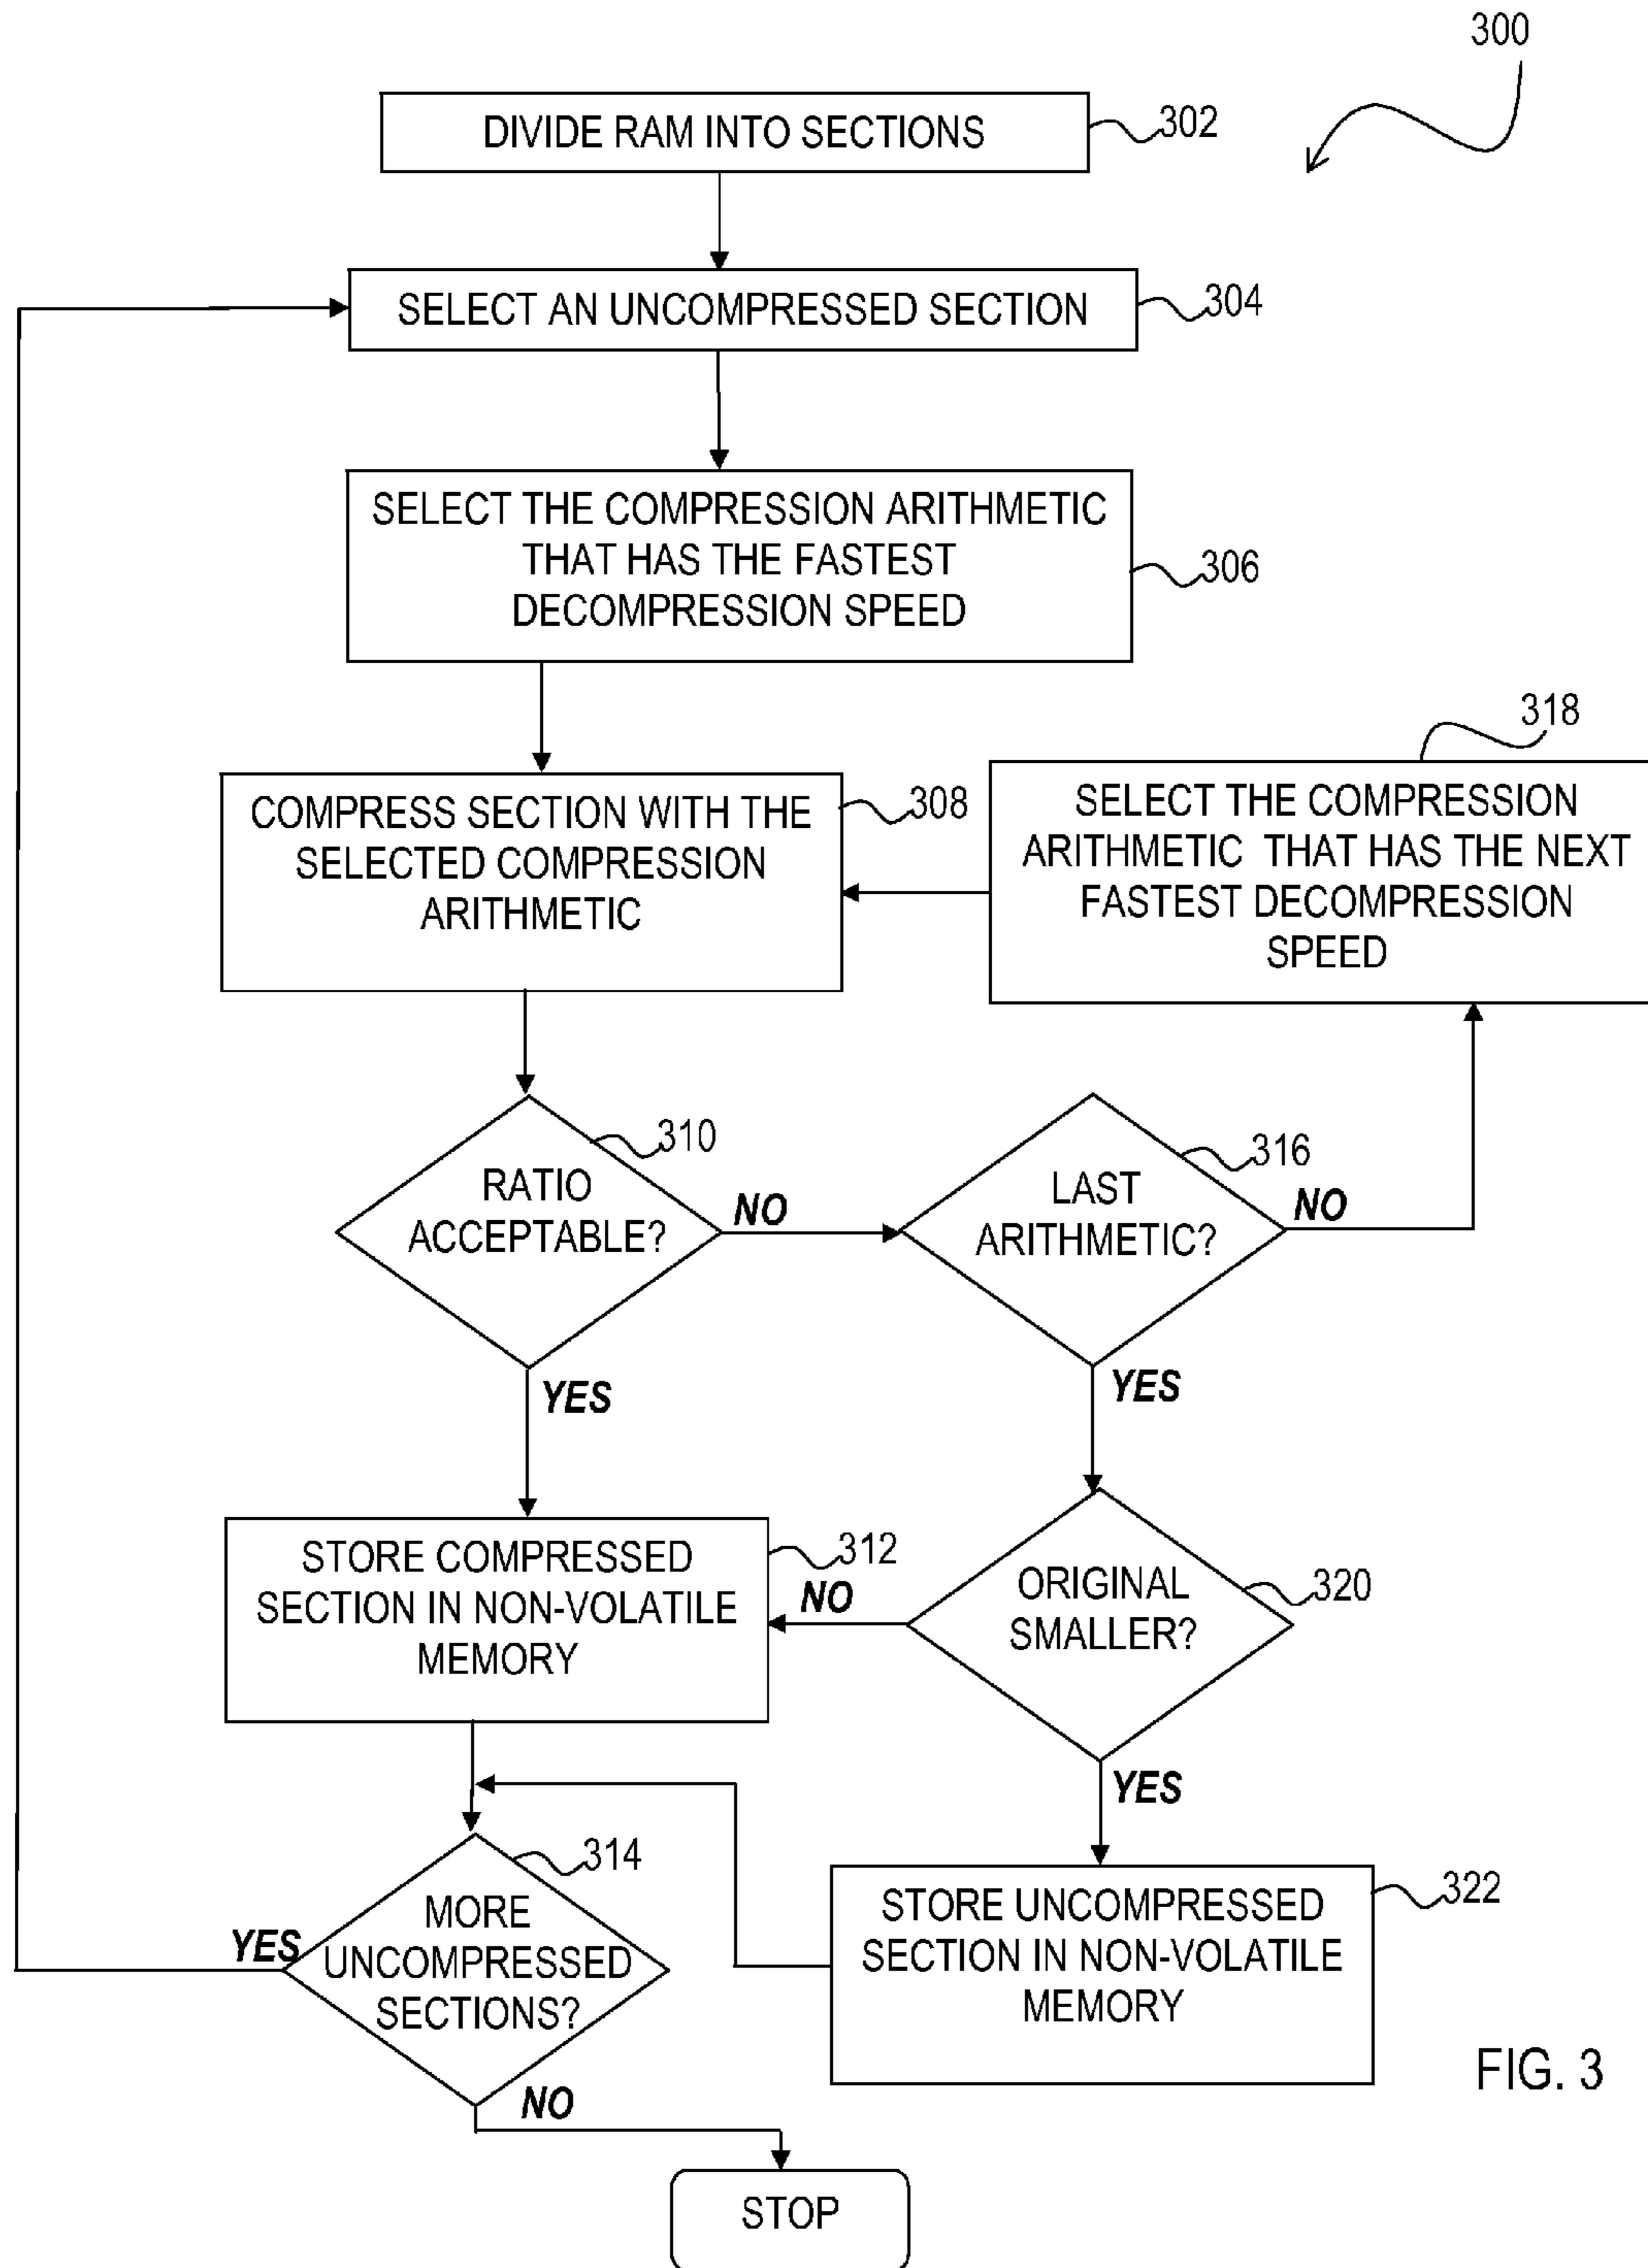 300
DIVIDE RAM INTO SECTIONS
302
SELECT AN UNCOMPRESSED SECTION
304
SELECT THE COMPRESSION ARITHMETIC
THAT HAS THE FASTEST
DECOMPRESSION SPEED
306
COMPRESS SECTION WITH THE
SELECTED COMPRESSION
ARITHMETIC
308
318
SELECT THE COMPRESSION
ARITHMETIC THAT HAS THE NEXT
FASTEST DECOMPRESSION
SPEED
310
RATIO
ACCEPTABLE?
NO
YES
316
LAST
ARITHMETIC?
NO
YES
STORE COMPRESSED
SECTION IN NON-VOLATILE
MEMORY
312
NO
ORIGINAL
SMALLER?
320
YES
314
MORE
UNCOMPRESSED
SECTIONS?
YES
NO
STORE UNCOMPRESSED
SECTION IN NON-VOLATILE
MEMORY
322
FIG. 3
STOP